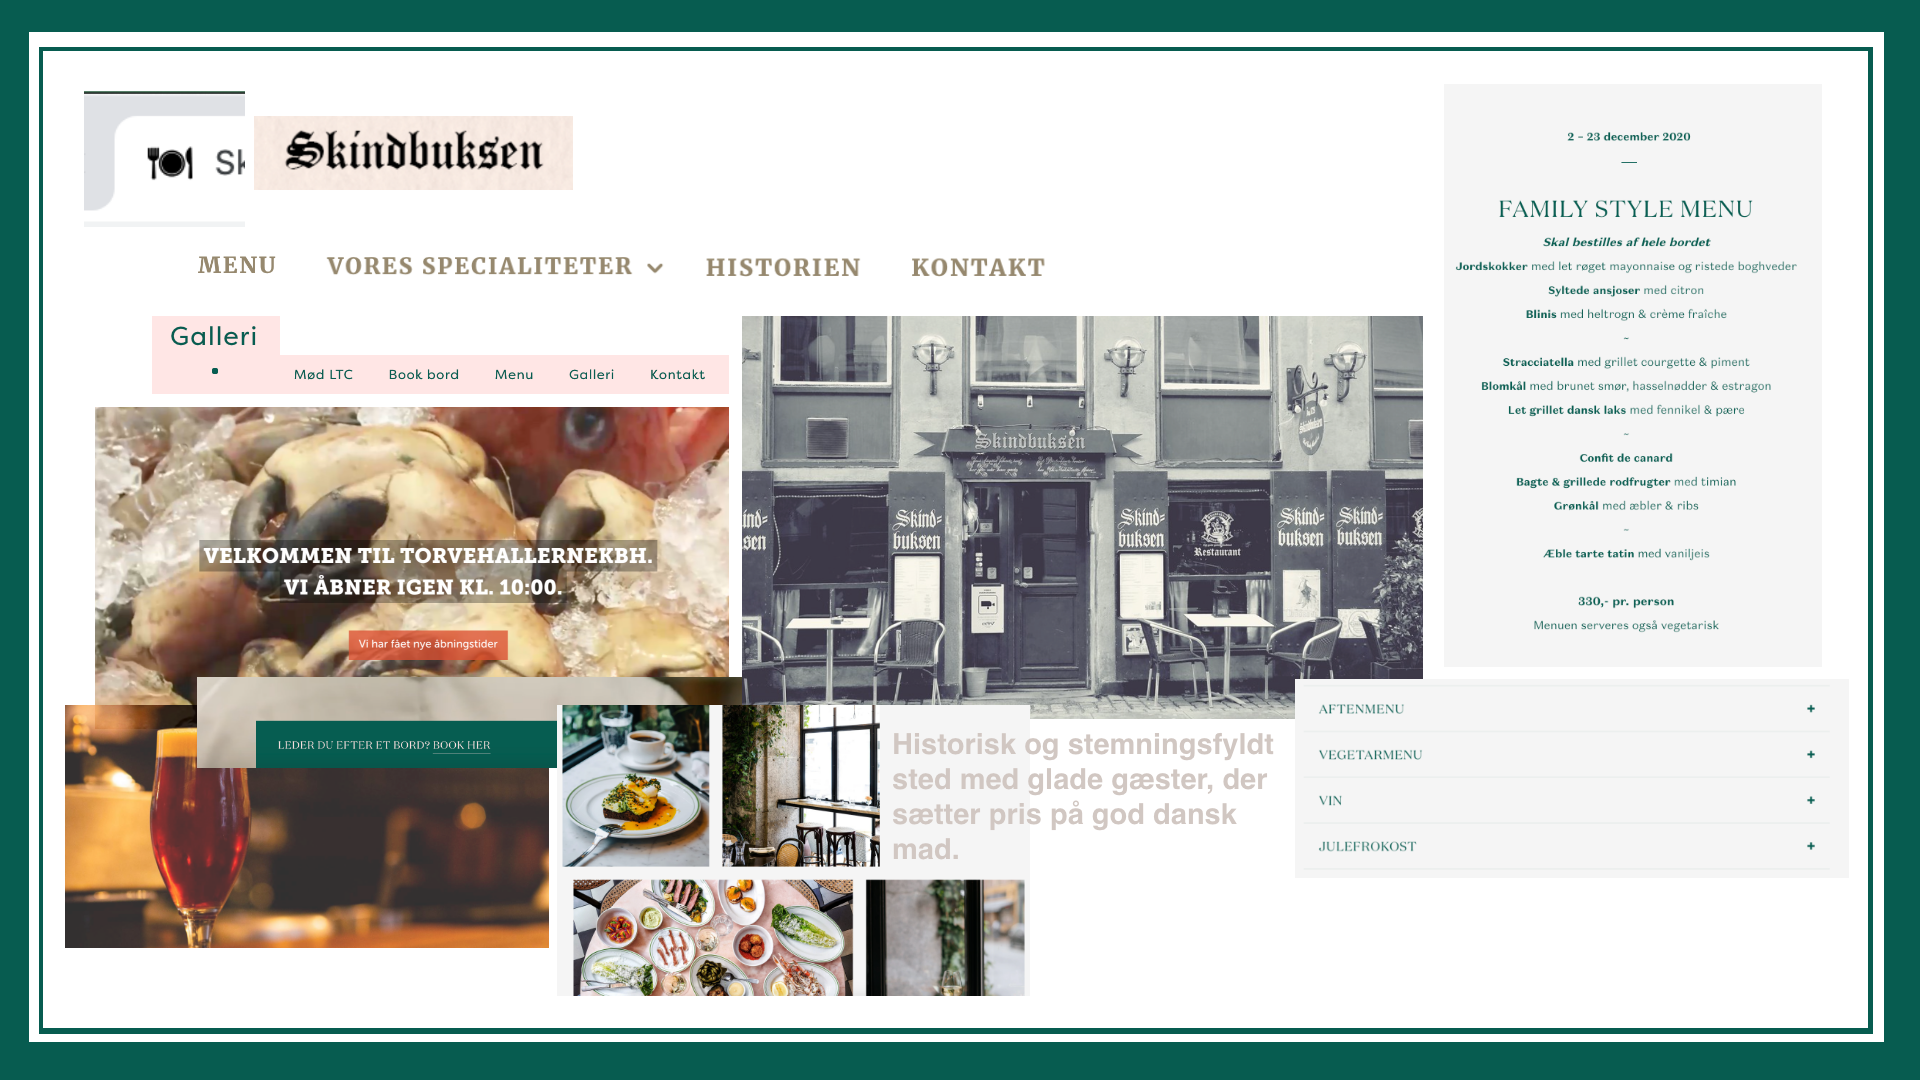 Sk
Skindbuksen
MENU
VORES SPECIALITETER
HISTORIEN
KONTAKT
Galleri
Mød LTC
Book bord
Menu
Galleri
Kontakt
VELKOMMEN TIL TORVEHALLERNEKBH.
VI ÅBNER IGEN KL. 10:00.
Vi har fået nye åbningstider
Skindbuksen
ind-
sen
Skind-
buksen
Skind-
buksen
Restaurant
Skind-
buksen
Skind-
buksen
LEDER DU EFTER ET BORD? BOOK HER
Historisk og stemningsfyldt
sted med glade gæster, der
sætter pris på god dansk
mad.
2 – 23 december 2020
—
FAMILY STYLE MENU
Skal bestilles af hele bordet
Jordskokker med let røget mayonnaise og ristede boghveder
Syltede ansjoser med citron
Blinis med heltrogn & crème fraîche
–
Stracciatella med grillet courgette & piment
Blomkål med brunet smør, hasselnødder & estragon
Let grillet dansk laks med fennikel & pære
–
Confit de canard
Bagte & grillede rodfrugter med timian
Grønkål med æbler & ribs
–
Æble tarte tatin med vaniljeis
330,- pr. person
Menuen serveres også vegetarisk
AFTENMENU +
VEGETARMENU +
VIN +
JULEFROKOST +